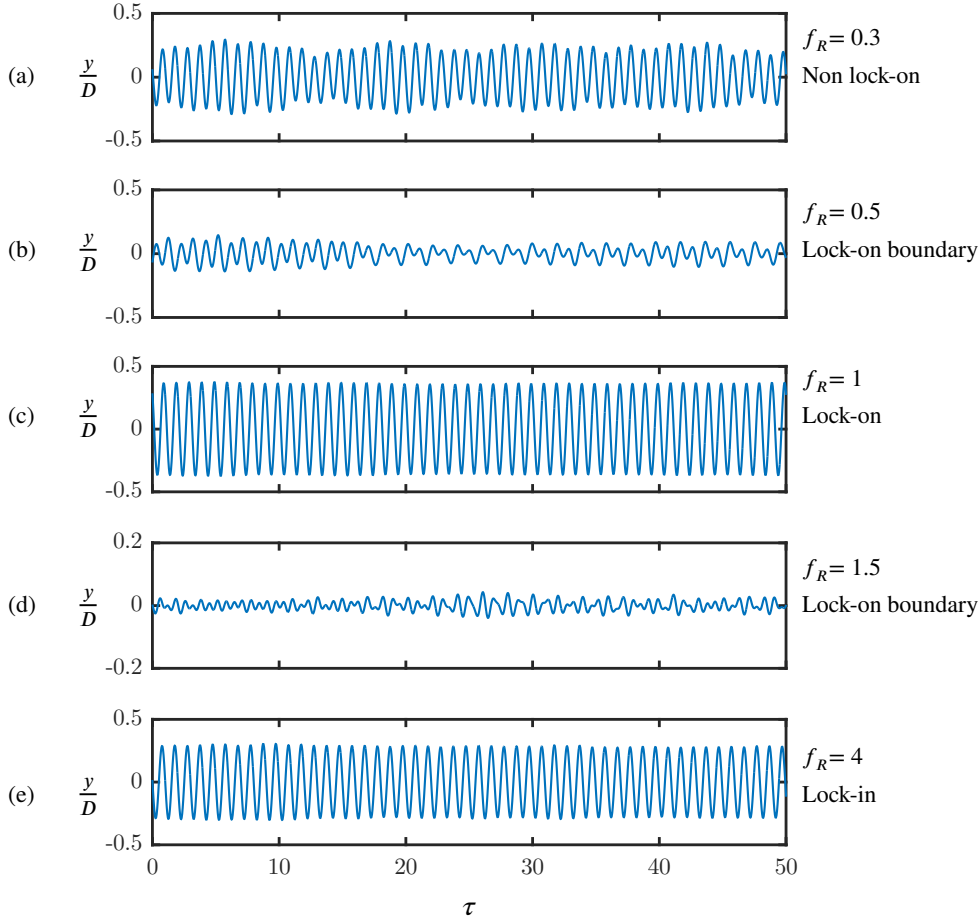 0.5
(a) y/D 0
-0.5
f_R = 0.3
Non lock-on
0.5
(b) y/D 0
-0.5
f_R = 0.5
Lock-on boundary
0.5
(c) y/D 0
-0.5
f_R = 1
Lock-on
0.2
(d) y/D 0
-0.2
f_R = 1.5
Lock-on boundary
0.5
(e) y/D 0
-0.5
f_R = 4
Lock-in
0 10 20 30 40 50
τ